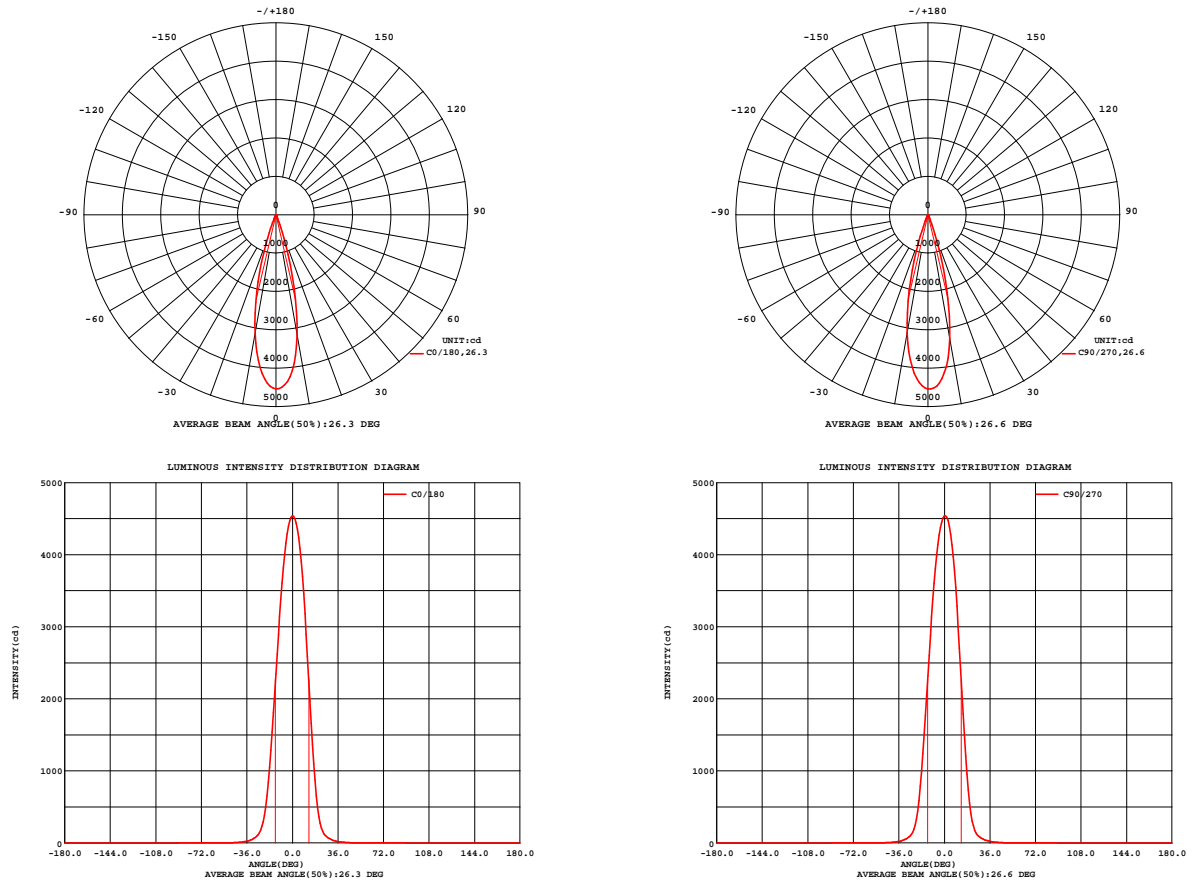 -/+180
-150
150
-120
120
-90
90
-60
60
-30
30
0
0
1000
2000
3000
4000
5000
UNIT:cd
C0/180,26.3
AVERAGE BEAM ANGLE(50%):26.3 DEG
-/+180
-150
150
-120
120
-90
90
-60
60
-30
30
0
0
1000
2000
3000
4000
5000
UNIT:cd
C90/270,26.6
AVERAGE BEAM ANGLE(50%):26.6 DEG
LUMINOUS INTENSITY DISTRIBUTION DIAGRAM
C0/180
INTENSITY(cd)
5000
4000
3000
2000
1000
0
-180.0 -144.0 -108.0 -72.0 -36.0 0.0 36.0 72.0 108.0 144.0 180.0
ANGLE(DEG)
AVERAGE BEAM ANGLE(50%):26.3 DEG
LUMINOUS INTENSITY DISTRIBUTION DIAGRAM
C90/270
INTENSITY(cd)
5000
4000
3000
2000
1000
0
-180.0 -144.0 -108.0 -72.0 -36.0 0.0 36.0 72.0 108.0 144.0 180.0
ANGLE(DEG)
AVERAGE BEAM ANGLE(50%):26.6 DEG